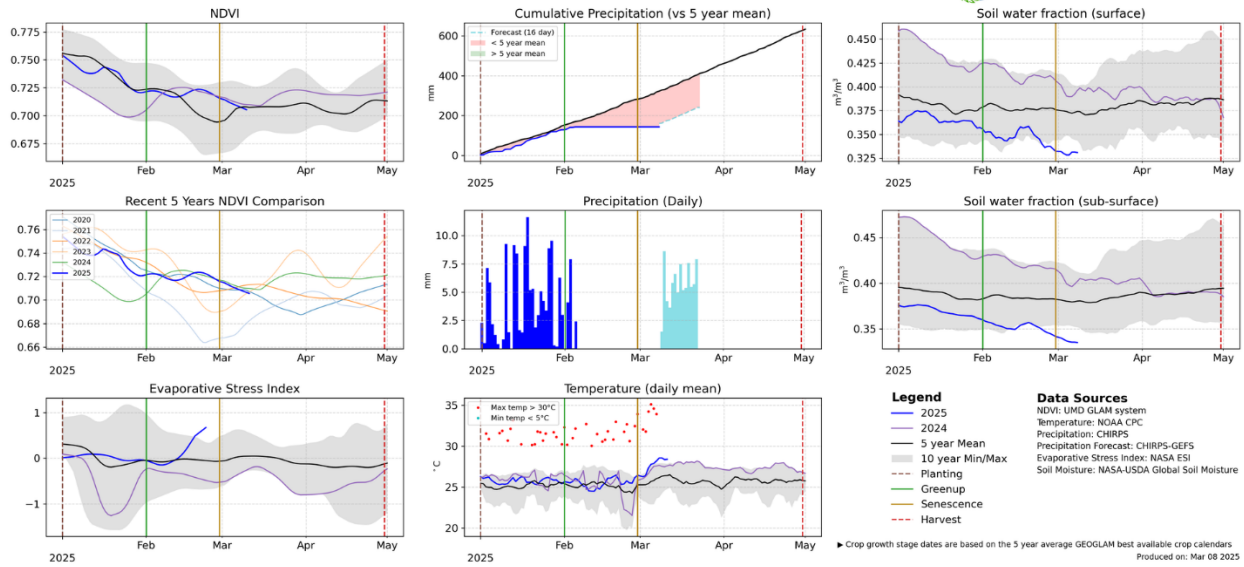 NDVI
0.775
0.750
0.725
0.700
0.675
Feb
Mar
Apr
May
2025
Cumulative Precipitation (vs 5 year mean)
Forecast (16 day)
< 5 year mean
> 5 year mean
600
400
200
0
mm
Feb
Mar
Apr
May
2025
Soil water fraction (surface)
0.450
0.425
0.400
0.375
0.350
0.325
m³/m³
Feb
Mar
Apr
May
2025
Recent 5 Years NDVI Comparison
2020
2021
2022
2023
2024
2025
0.76
0.74
0.72
0.70
0.68
0.66
Feb
Mar
Apr
May
2025
Precipitation (Daily)
10.0
7.5
5.0
2.5
0.0
mm
Feb
Mar
Apr
May
2025
Soil water fraction (sub-surface)
0.45
0.40
0.35
m³/m³
Feb
Mar
Apr
May
2025
Evaporative Stress Index
1
0
−1
Feb
Mar
Apr
May
2025
Temperature (daily mean)
Max temp > 30°C
Min temp < 5°C
35
30
25
20
°C
Feb
Mar
Apr
May
2025
Legend
2025
2024
5 year Mean
10 year Min/Max
Planting
Greenup
Senescence
Harvest
Data Sources
NDVI: UMD GLAM system
Temperature: NOAA CPC
Precipitation: CHIRPS
Precipitation Forecast: CHIRPS-GEFS
Evaporative Stress Index: NASA ESI
Soil Moisture: NASA-USDA Global Soil Moisture
▶ Crop growth stage dates are based on the 5 year average GEOGLAM best available crop calendars
Produced on: Mar 08 2025